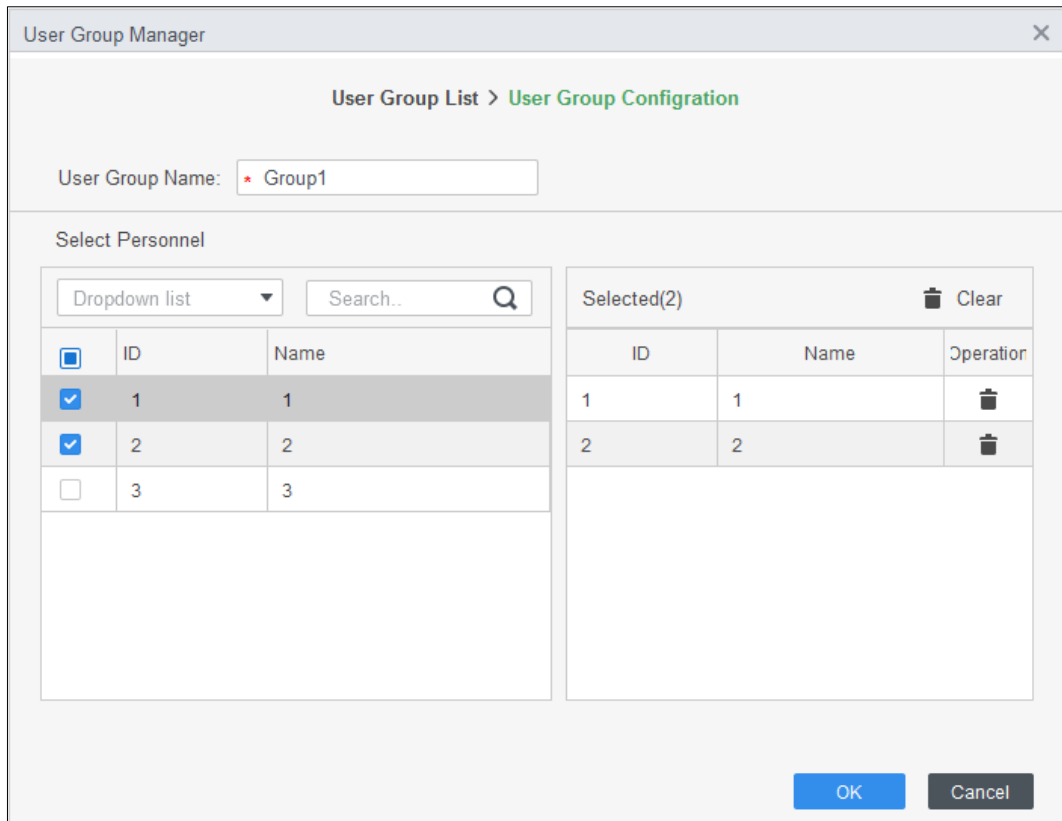 User Group Manager
User Group List > User Group Configration
User Group Name: * Group1
Select Personnel
Dropdown list Search..
ID Name
1 1
2 2
3 3
Selected(2) Clear
ID Name Operation
1 1
2 2
OK Cancel